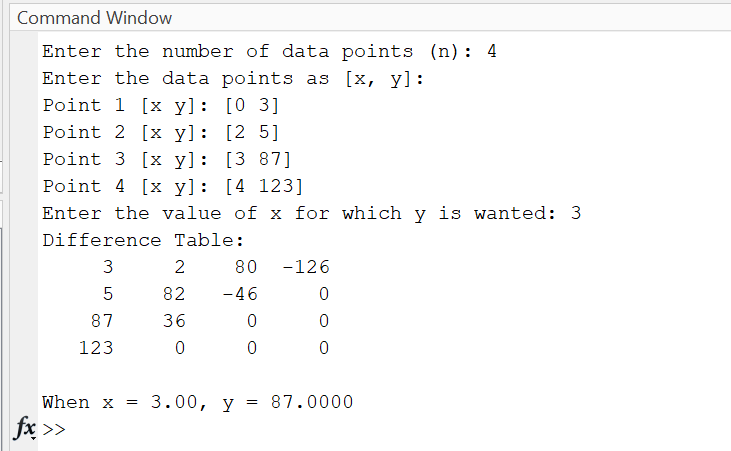 Command Window
Enter the number of data points (n): 4
Enter the data points as [x, y]:
Point 1 [x y]: [0 3]
Point 2 [x y]: [2 5]
Point 3 [x y]: [3 87]
Point 4 [x y]: [4 123]
Enter the value of x for which y is wanted: 3
Difference Table:
3 2 80 -126
5 82 -46 0
87 36 0 0
123 0 0 0
When x = 3.00, y = 87.0000
fx >>